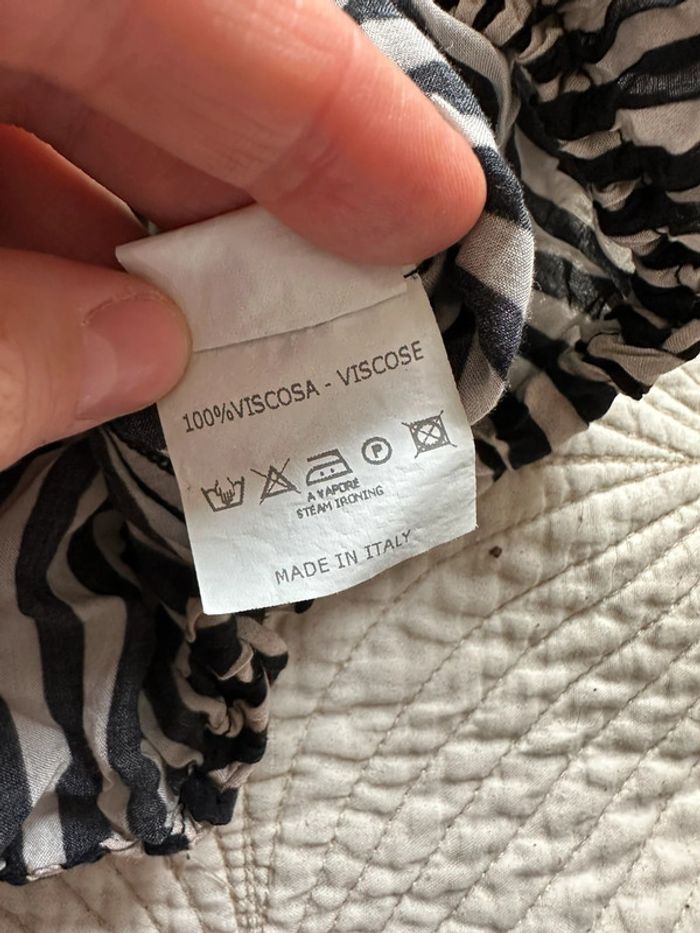 100%VISCOSA - VISCOSE
P
A VAPORE
STEAM IRONING
MADE IN ITALY